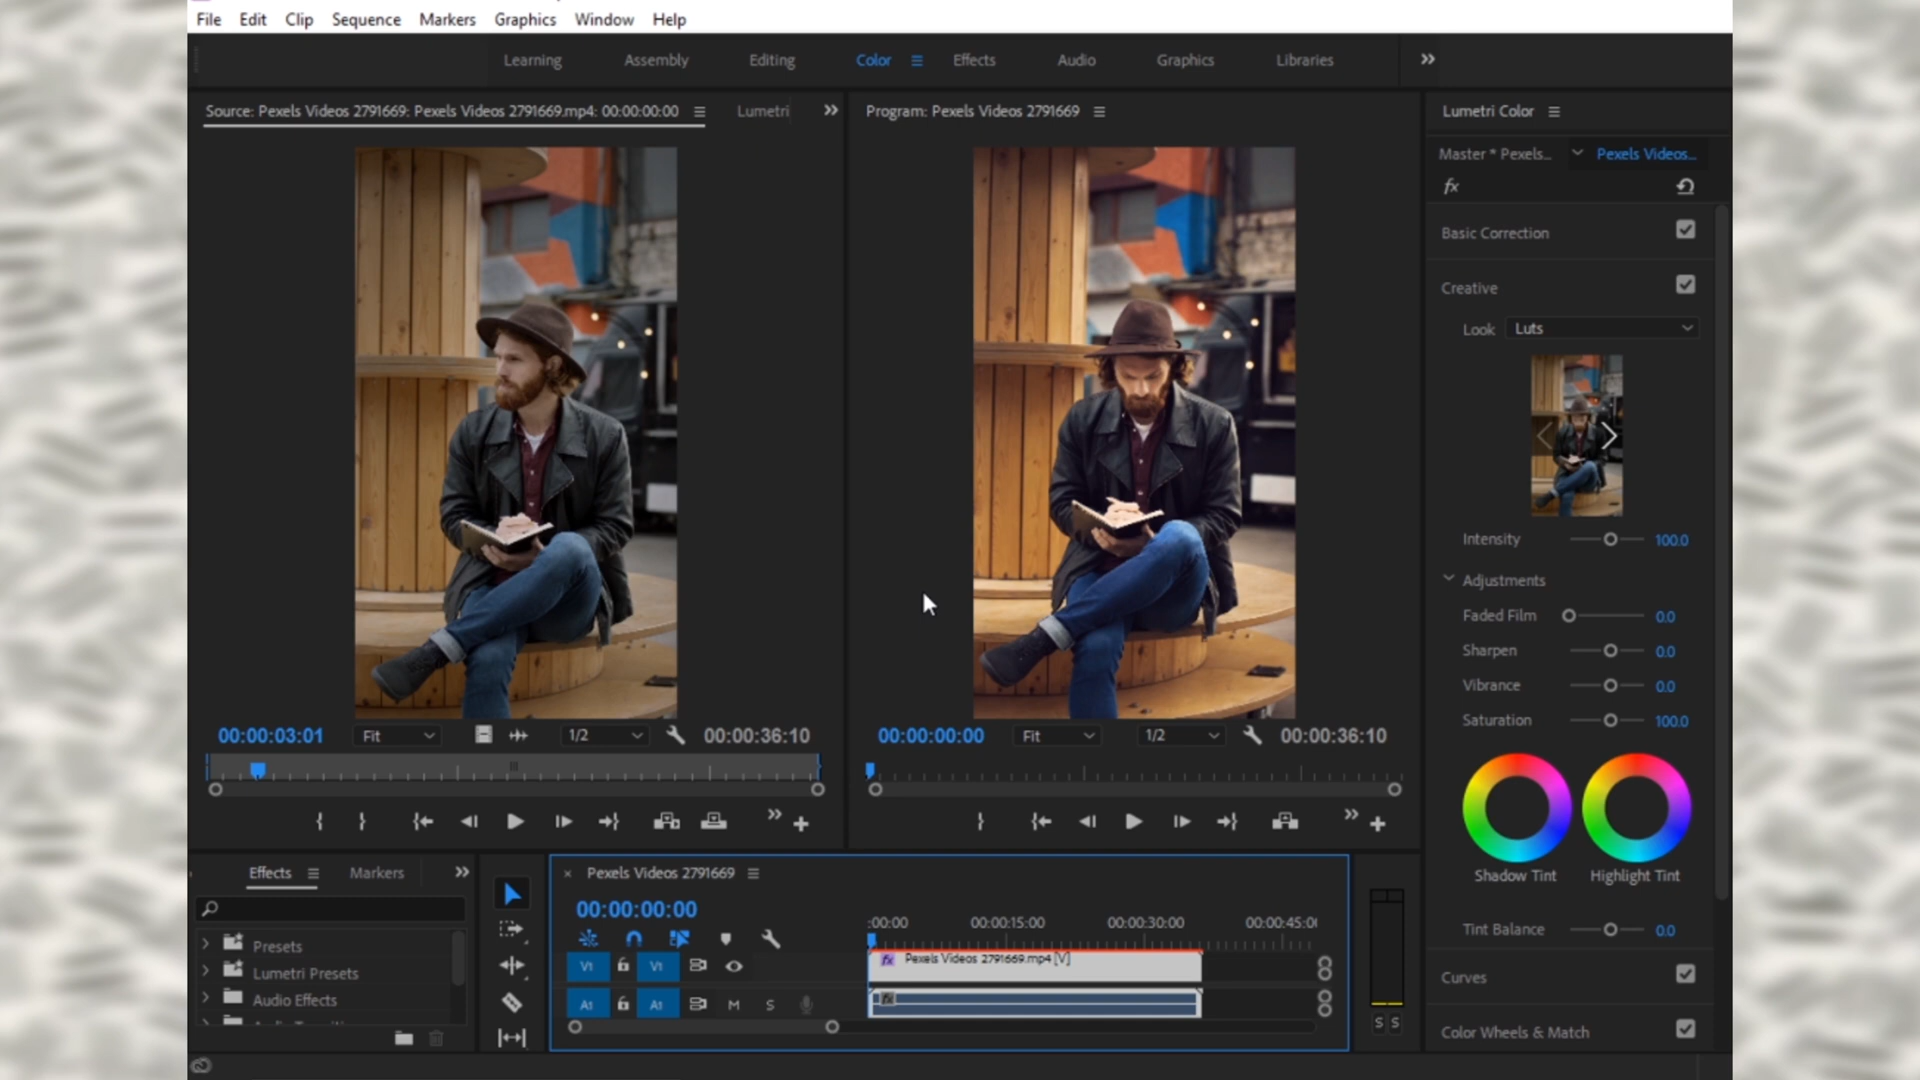 File Edit Clip Sequence Markers Graphics Window Help
Learning Assembly Editing Color Effects Audio Graphics Libraries
Source: Pexels Videos 2791669: Pexels Videos 2791669.mp4: 00:00:00:00 Lumetri
Program: Pexels Videos 2791669
Lumetri Color
Master * Pexels... Pexels Videos...
fx
Basic Correction
Creative
Look Luts
Intensity 100.0
Adjustments
Faded Film 0.0
Sharpen 0.0
Vibrance 0.0
Saturation 100.0
Shadow Tint Highlight Tint
Tint Balance 0.0
Curves
Color Wheels & Match
00:00:03:01 Fit 1/2 00:00:36:10
00:00:00:00 Fit 1/2 00:00:36:10
Effects Markers
Presets
Lumetri Presets
Audio Effects
Pexels Videos 2791669
00:00:00:00
:00:00 00:00:15:00 00:00:30:00 00:00:45:0
V1 V1 fx Pexels Videos 2791669.mp4 [V]
A1 A1 M S fx
S S